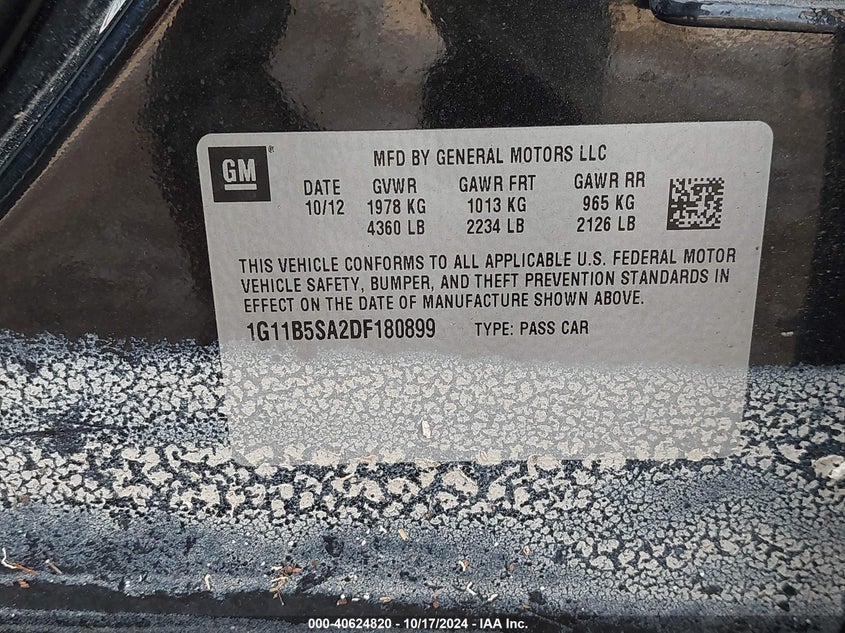 GM ®
MFD BY GENERAL MOTORS LLC
DATE GVWR GAWR FRT GAWR RR
10/12 1978 KG 1013 KG 965 KG
4360 LB 2234 LB 2126 LB
THIS VEHICLE CONFORMS TO ALL APPLICABLE U.S. FEDERAL MOTOR
VEHICLE SAFETY, BUMPER, AND THEFT PREVENTION STANDARDS IN
EFFECT ON THE DATE OF MANUFACTURE SHOWN ABOVE.
1G11B5SA2DF180899 TYPE: PASS CAR
000-40624820 - 10/17/2024 - IAA Inc.